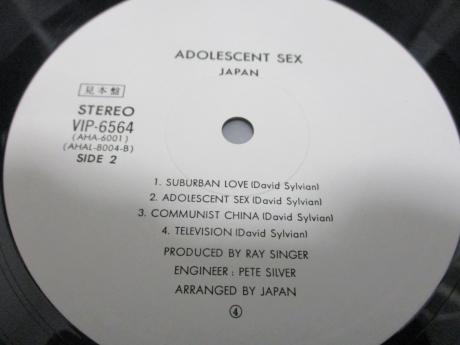 ADOLESCENT SEX
JAPAN
見本盤
STEREO
VIP-6564
(AHA-6001)
(AHAL-8004-B)
SIDE 2
1. SUBURBAN LOVE (David Sylvian)
2. ADOLESCENT SEX (David Sylvian)
3. COMMUNIST CHINA (David Sylvian)
4. TELEVISION (David Sylvian)
PRODUCED BY RAY SINGER
ENGINEER : PETE SILVER
ARRANGED BY JAPAN
④